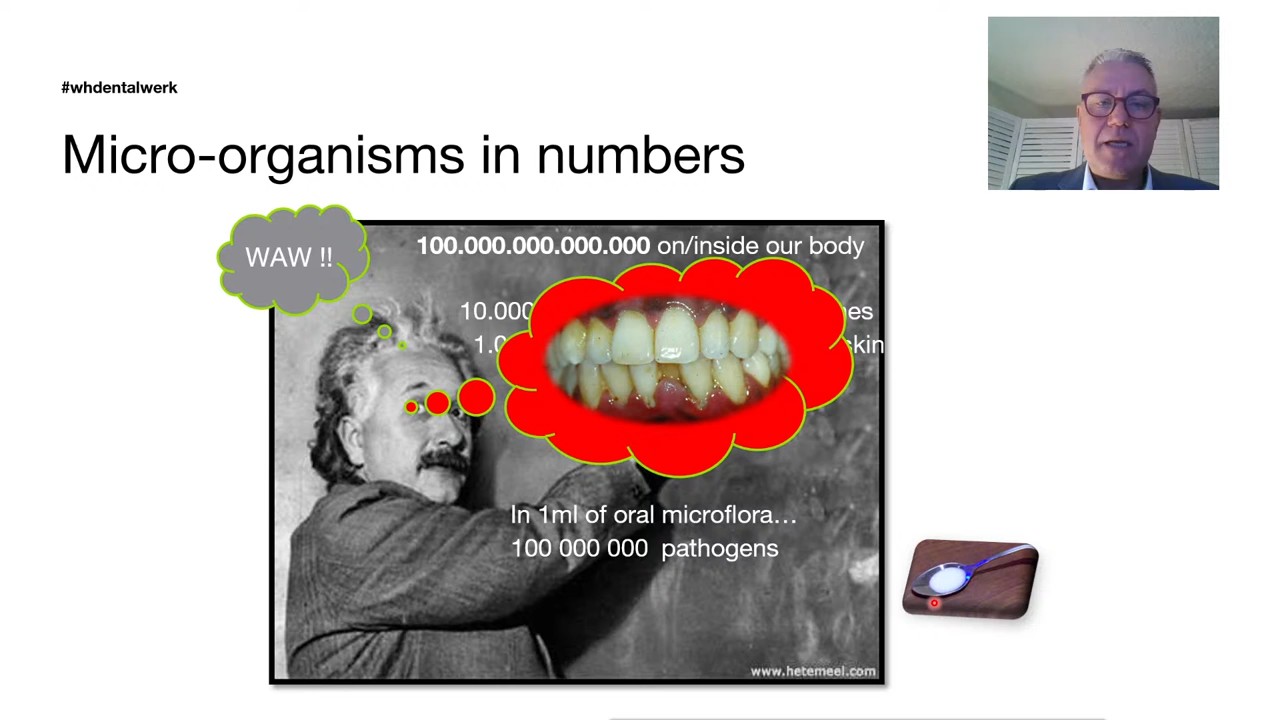 #whdentalwerk
Micro-organisms in numbers
WAW !!
100.000.000.000.000 on/inside our body
In 1ml of oral microflora…
100 000 000 pathogens
www.hetemeel.com